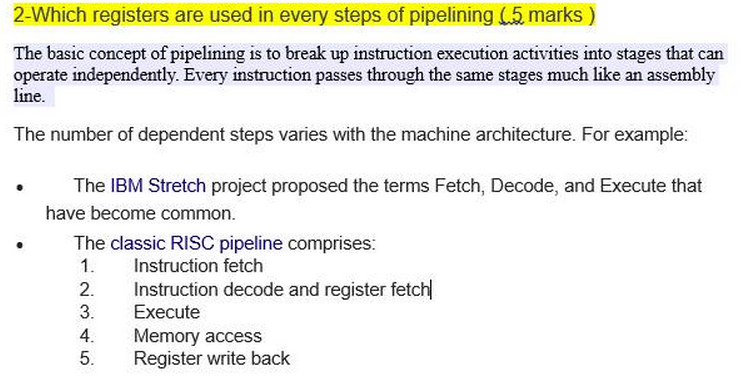 2-Which registers are used in every steps of pipelining ( 5 marks )
The basic concept of pipelining is to break up instruction execution activities into stages that can
operate independently. Every instruction passes through the same stages much like an assembly
line.
The number of dependent steps varies with the machine architecture. For example:
• The IBM Stretch project proposed the terms Fetch, Decode, and Execute that
have become common.
• The classic RISC pipeline comprises:
1. Instruction fetch
2. Instruction decode and register fetch
3. Execute
4. Memory access
5. Register write back